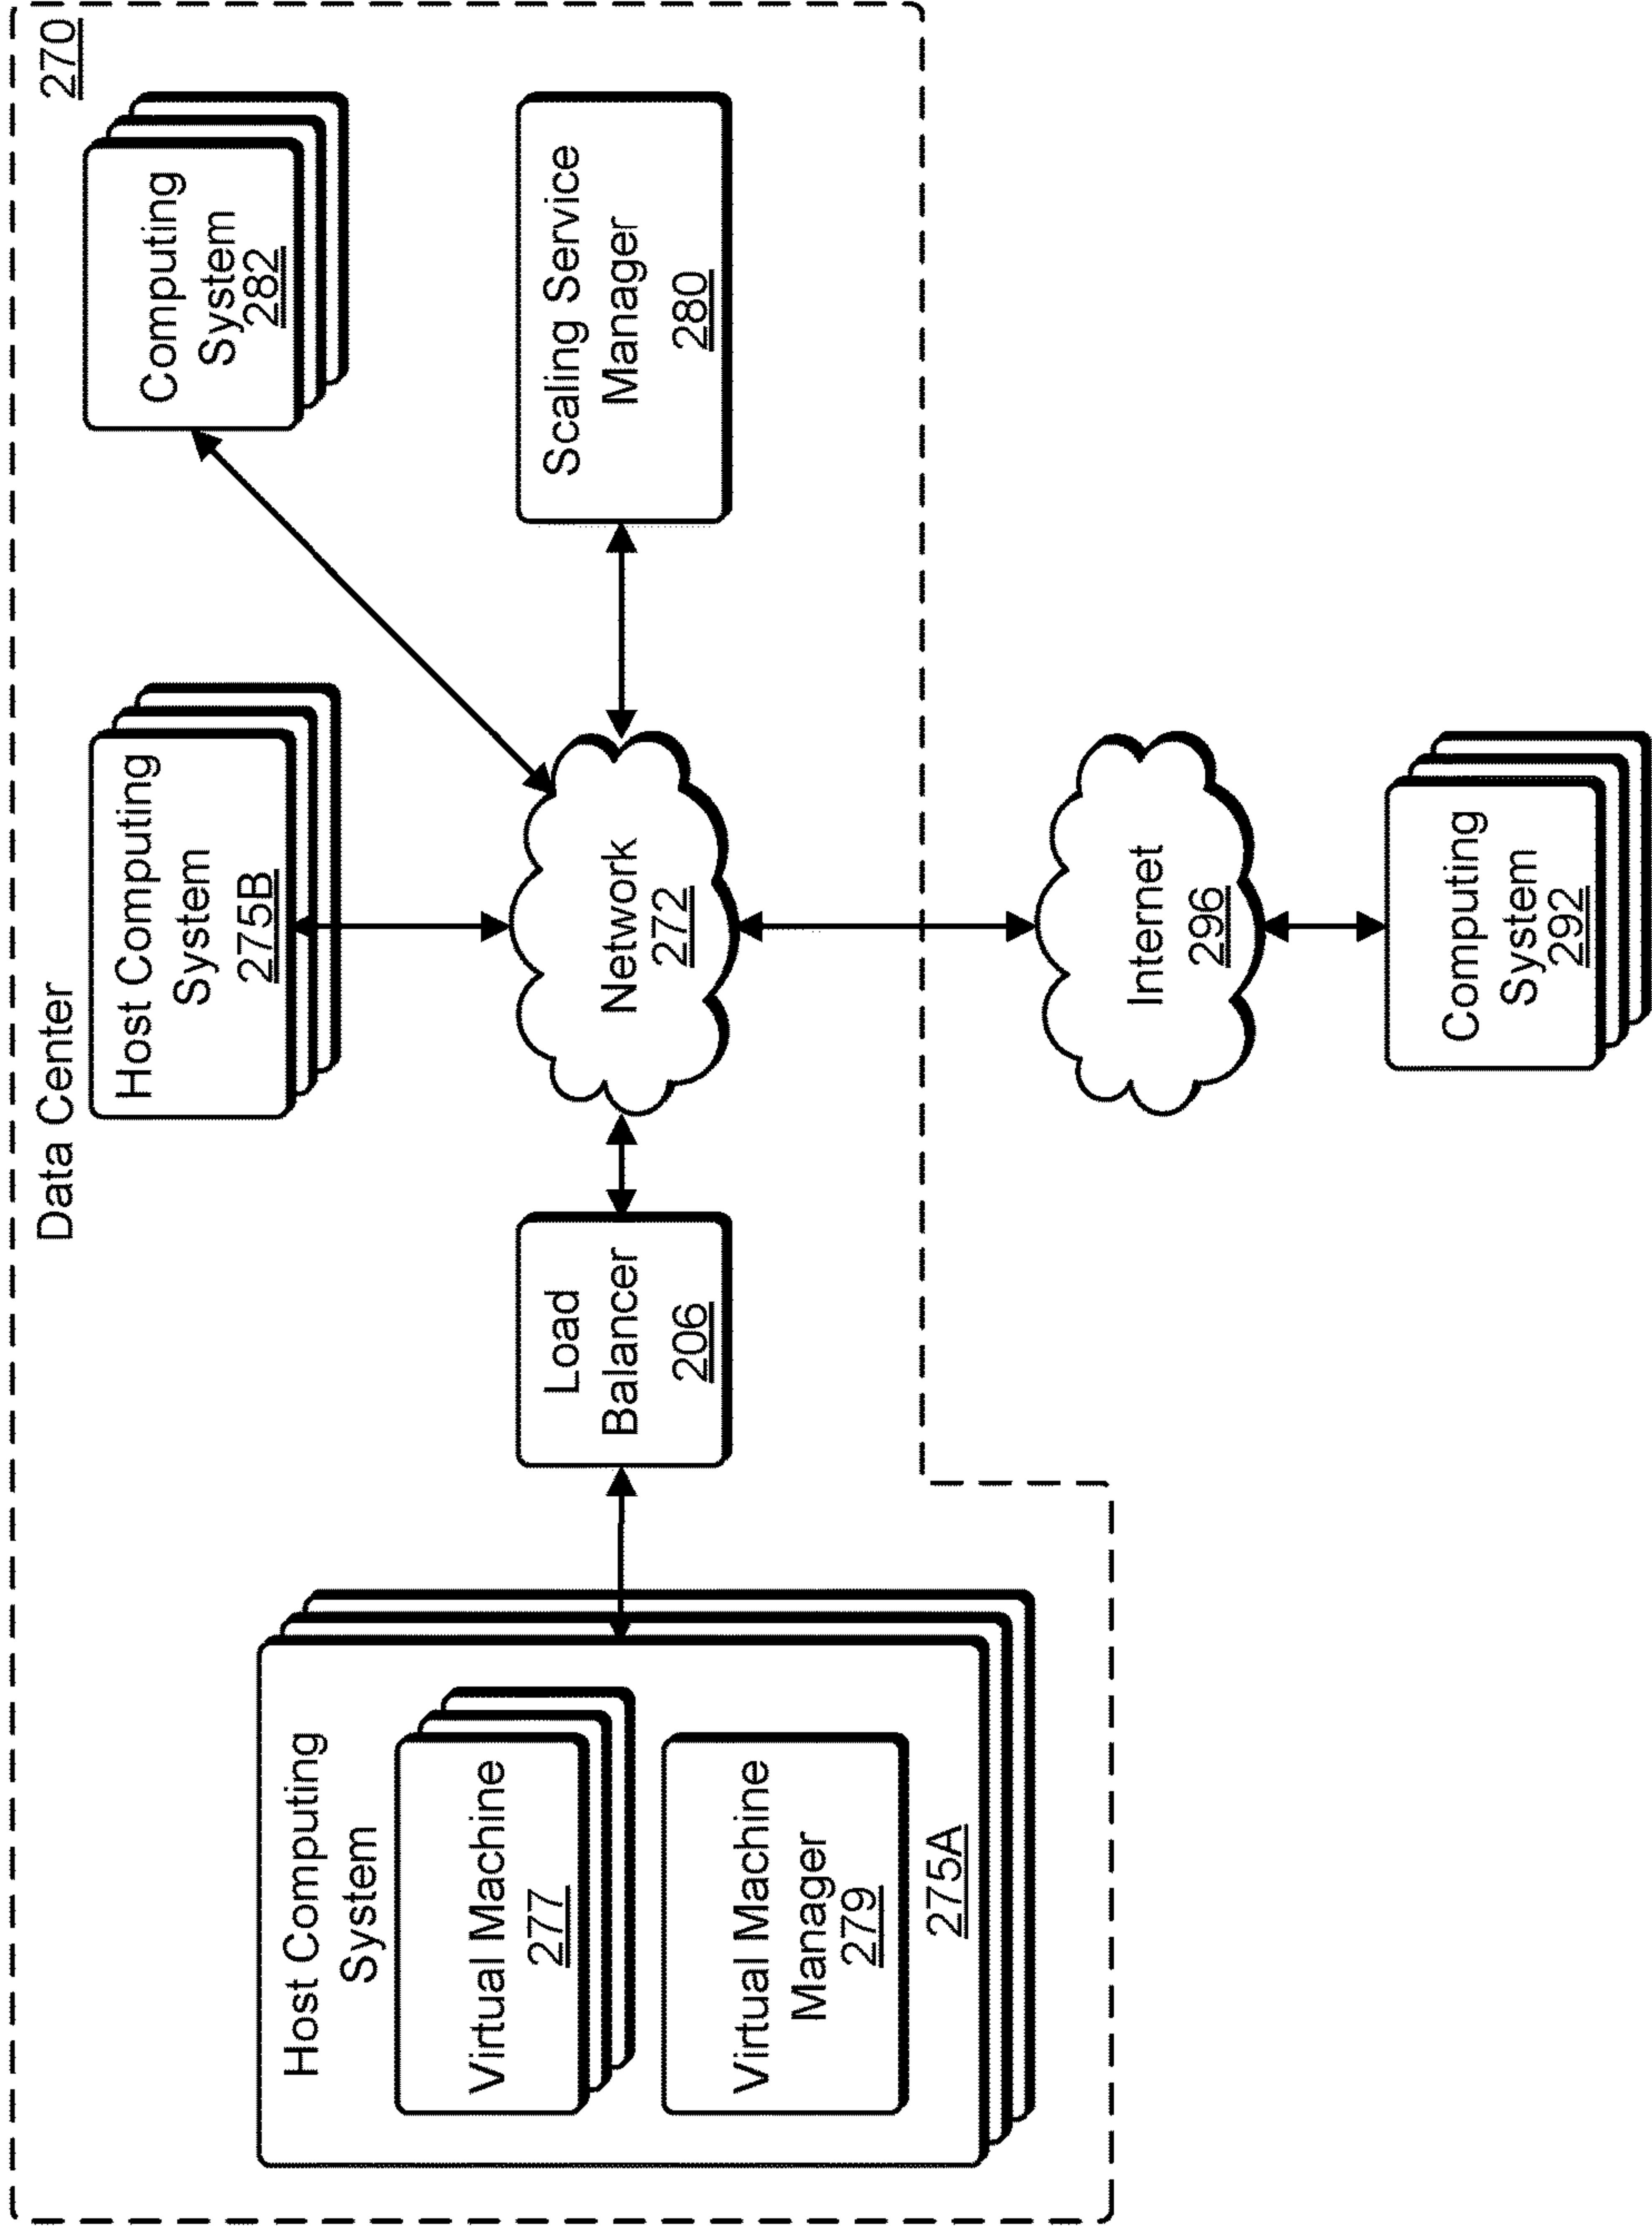 Data Center
270
Host Computing
System
Virtual Machine
277
Virtual Machine
Manager
279
275A
Load
Balancer
206
Host Computing
System
275B
Network
272
Computing
System
282
Scaling Service
Manager
280
Internet
296
Computing
System
292